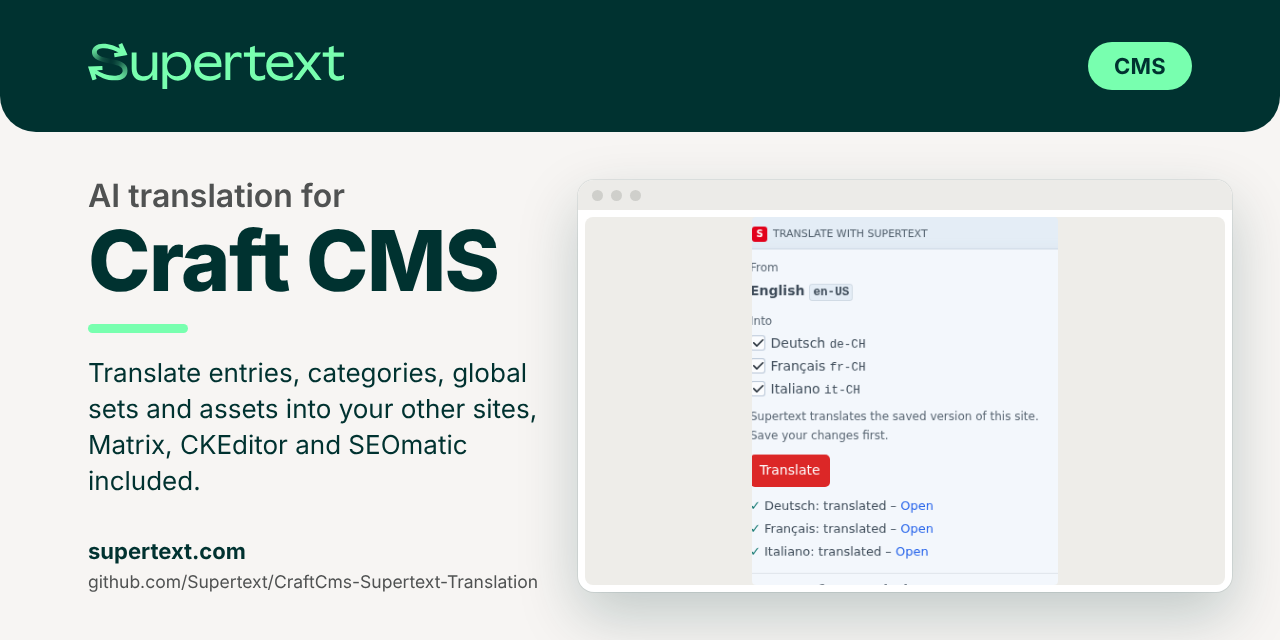 Supertext
CMS
AI translation for
Craft CMS
Translate entries, categories, global
sets and assets into your other sites,
Matrix, CKEditor and SEOmatic
included.
supertext.com
github.com/Supertext/CraftCms-Supertext-Translation
S TRANSLATE WITH SUPERTEXT
From
English en-US
Into
Deutsch de-CH
Français fr-CH
Italiano it-CH
Supertext translates the saved version of this site.
Save your changes first.
Translate
✓ Deutsch: translated – Open
✓ Français: translated – Open
✓ Italiano: translated – Open